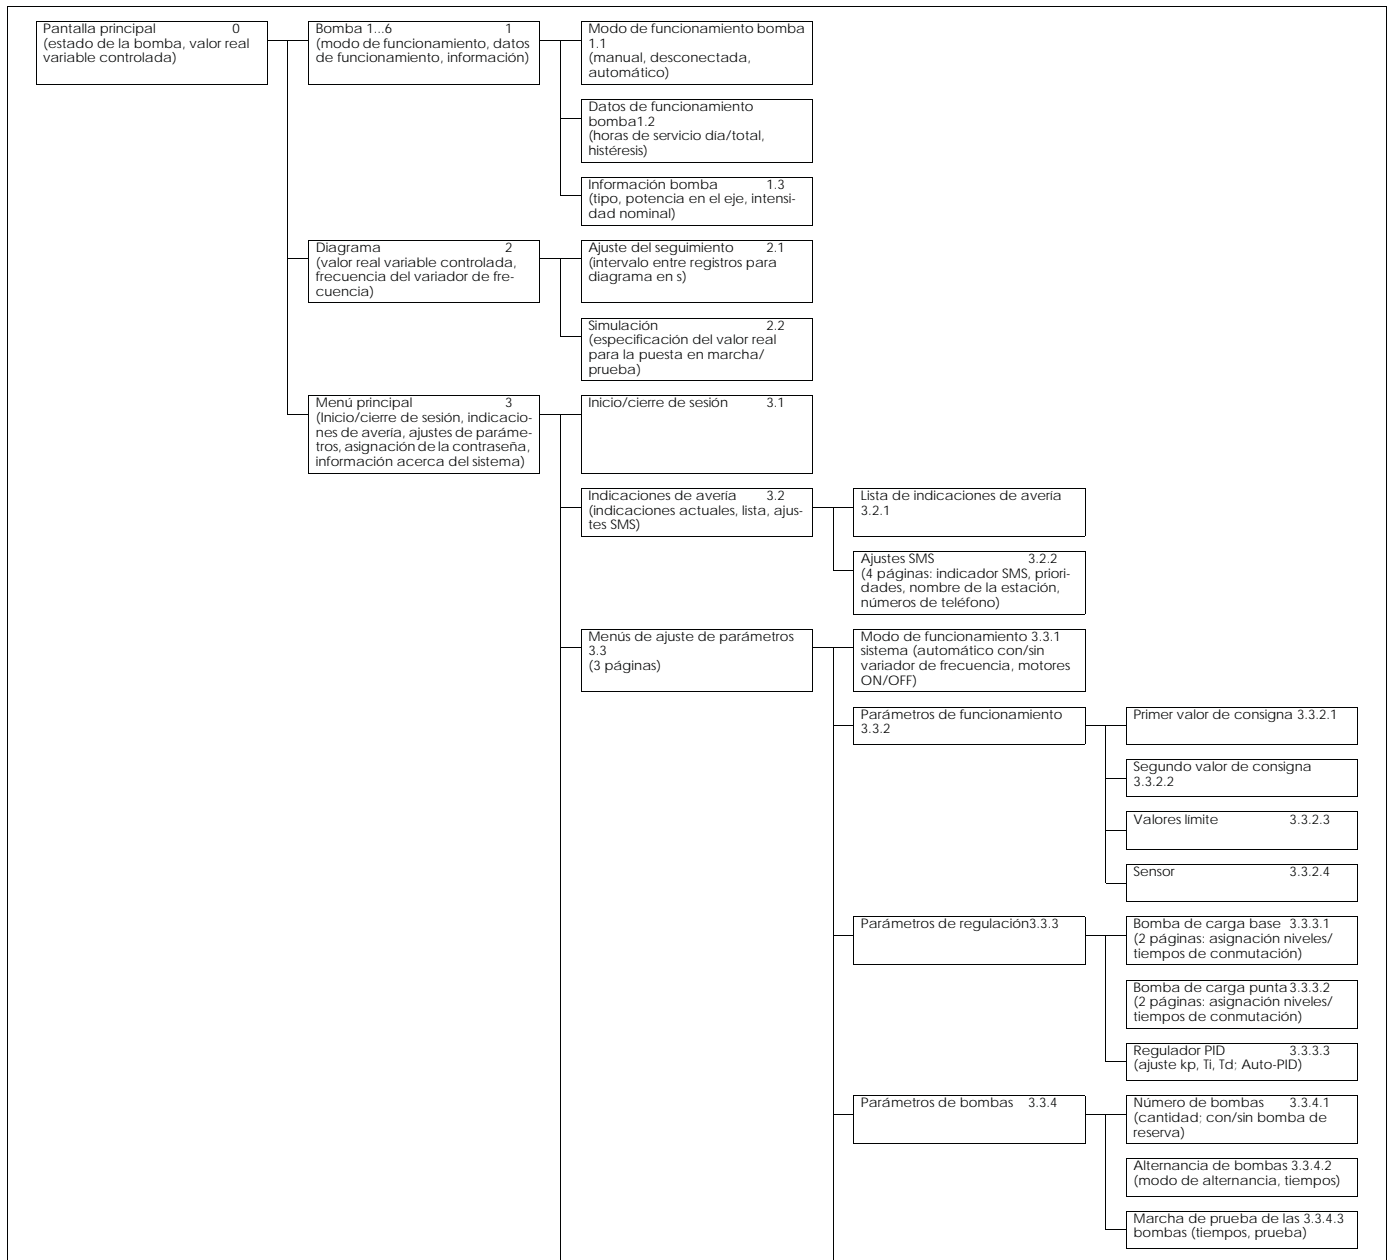 Pantalla principal 0
(estado de la bomba, valor real
variable controlada)
Bomba 1...6 1
(modo de funcionamiento, datos
de funcionamiento, información)
Modo de funcionamiento bomba
1.1
(manual, desconectada,
automático)
Datos de funcionamiento
bomba1.2
(horas de servicio día/total,
histéresis)
Información bomba 1.3
(tipo, potencia en el eje, intensi-
dad nominal)
Diagrama 2
(valor real variable controlada,
frecuencia del variador de fre-
cuencia)
Ajuste del seguimiento 2.1
(intervalo entre registros para
diagrama en s)
Simulación 2.2
(especificación del valor real
para la puesta en marcha/
prueba)
Menú principal 3
(Inicio/cierre de sesión, indicacio-
nes de avería, ajustes de paráme-
tros, asignación de la contraseña,
información acerca del sistema)
Inicio/cierre de sesión 3.1
Indicaciones de avería 3.2
(indicaciones actuales, lista, ajus-
tes SMS)
Lista de indicaciones de avería
3.2.1
Ajustes SMS 3.2.2
(4 páginas: indicador SMS, priori-
dades, nombre de la estación,
números de teléfono)
Menús de ajuste de parámetros
3.3
(3 páginas)
Modo de funcionamiento 3.3.1
sistema (automático con/sin
variador de frecuencia, motores
ON/OFF)
Parámetros de funcionamiento
3.3.2
Primer valor de consigna 3.3.2.1
Segundo valor de consigna
3.3.2.2
Valores límite 3.3.2.3
Sensor 3.3.2.4
Parámetros de regulación3.3.3
Bomba de carga base 3.3.3.1
(2 páginas: asignación niveles/
tiempos de conmutación)
Bomba de carga punta 3.3.3.2
(2 páginas: asignación niveles/
tiempos de conmutación)
Regulador PID 3.3.3.3
(ajuste kp, Ti, Td; Auto-PID)
Parámetros de bombas 3.3.4
Número de bombas 3.3.4.1
(cantidad; con/sin bomba de
reserva)
Alternancia de bombas 3.3.4.2
(modo de alternancia, tiempos)
Marcha de prueba de las 3.3.4.3
bombas (tiempos, prueba)